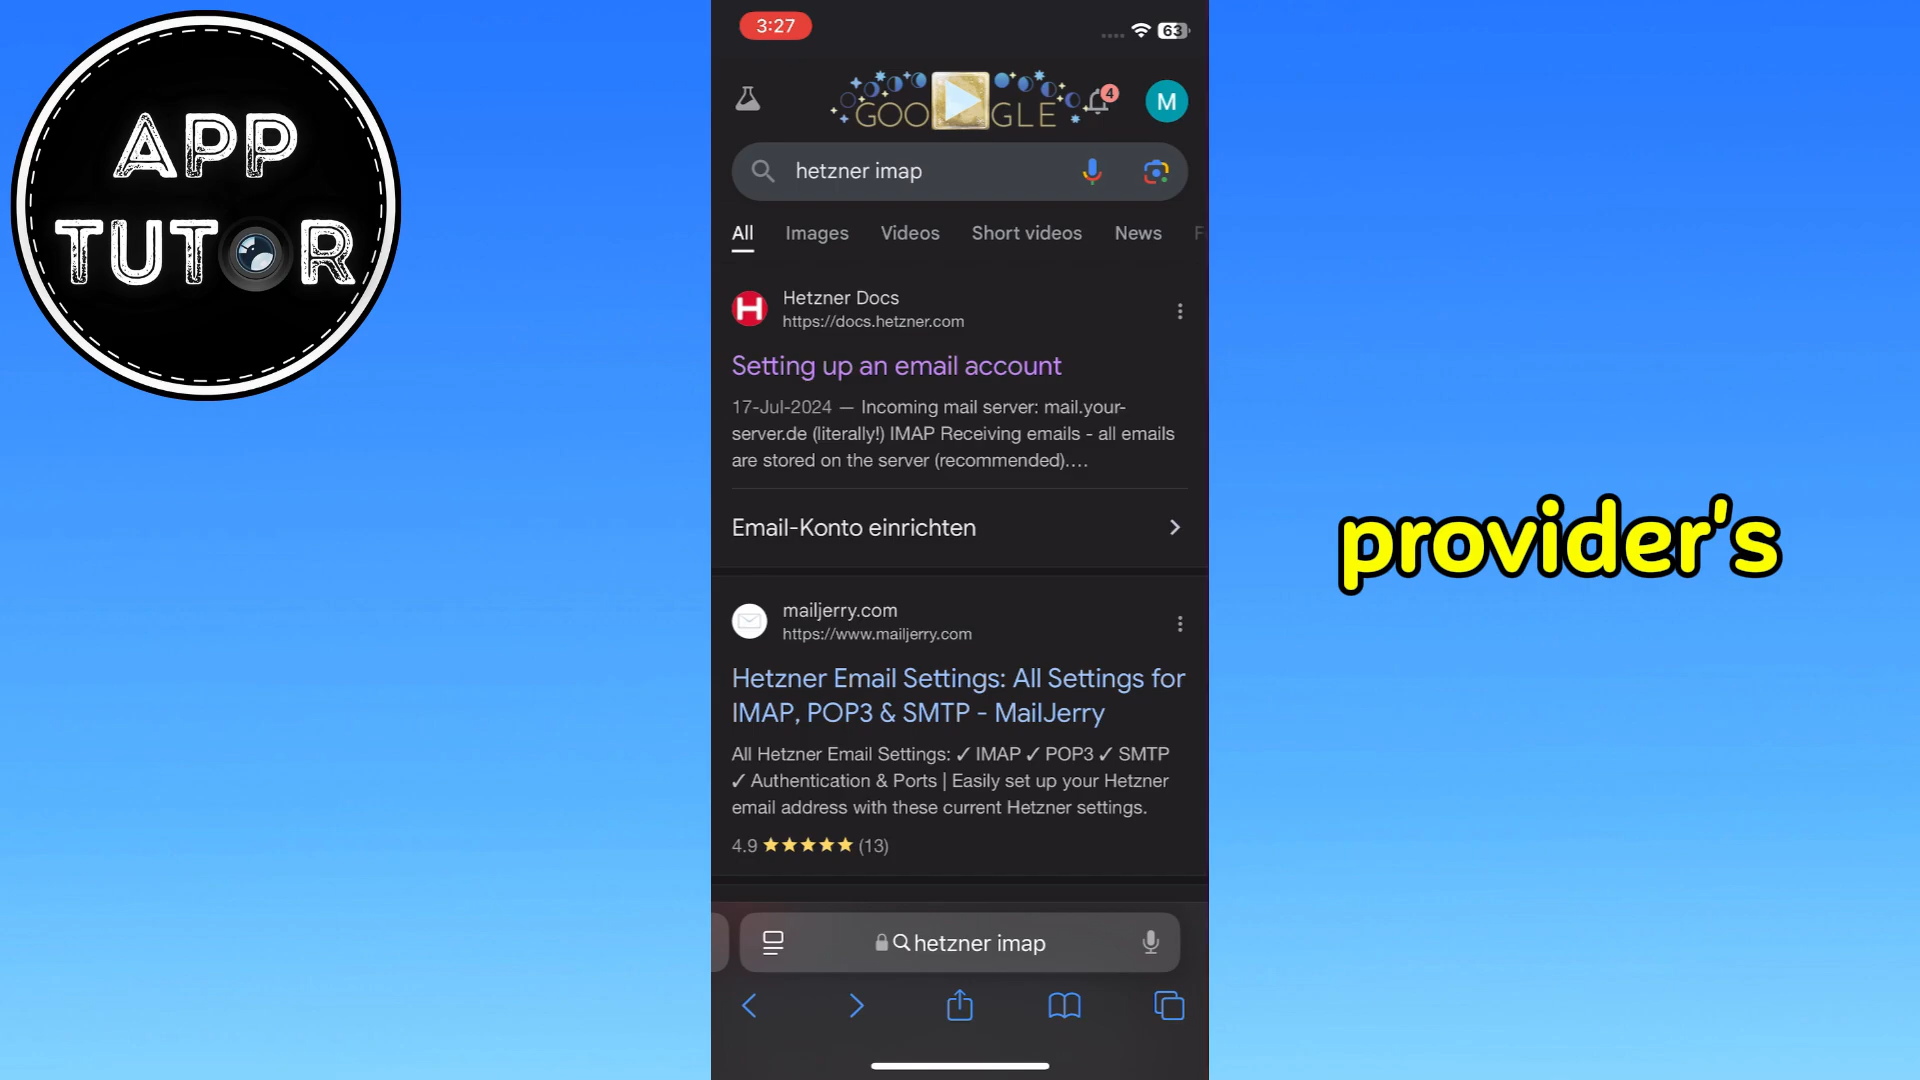 APP
TUTOR
3:27
63
GOOGLE
4
M
hetzner imap
All Images Videos Short videos News
Hetzner Docs
https://docs.hetzner.com
Setting up an email account
17-Jul-2024 — Incoming mail server: mail.your-
server.de (literally!) IMAP Receiving emails - all emails
are stored on the server (recommended)....
Email-Konto einrichten
mailjerry.com
https://www.mailjerry.com
Hetzner Email Settings: All Settings for
IMAP, POP3 & SMTP - MailJerry
All Hetzner Email Settings: ✓ IMAP ✓ POP3 ✓ SMTP
✓ Authentication & Ports | Easily set up your Hetzner
email address with these current Hetzner settings.
4.9 ★★★★★ (13)
hetzner imap
provider's